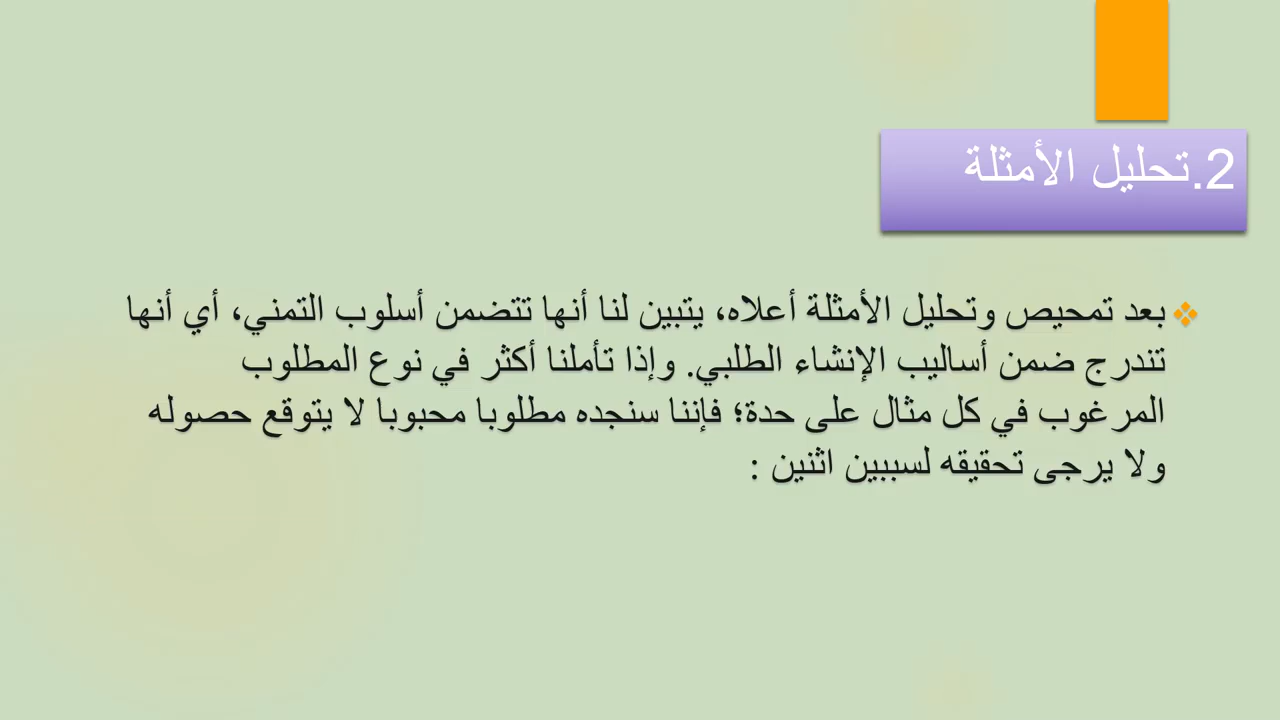 2.تحليل الأمثلة
بعد تمحيص وتحليل الأمثلة أعلاه، يتبين لنا أنها تتضمن أسلوب التمني، أي أنها
تندرج ضمن أساليب الإنشاء الطلبي. وإذا تأملنا أكثر في نوع المطلوب
المرغوب في كل مثال على حدة؛ فإننا سنجده مطلوبا محبوبا لا يتوقع حصوله
ولا يرجى تحقيقه لسببين اثنين :